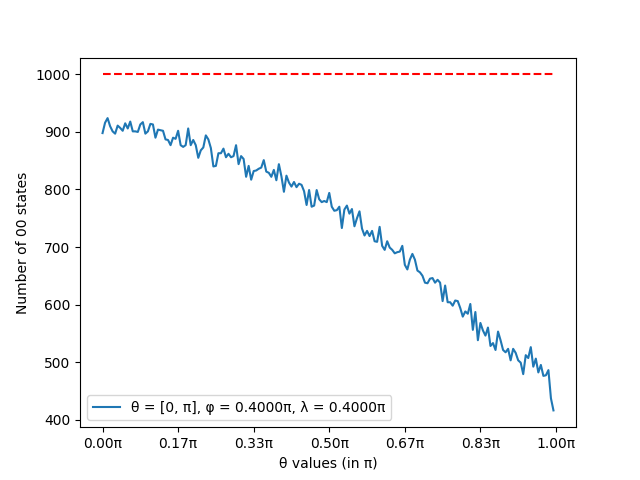 1000
900
800
700
600
500
400
Number of 00 states
θ = [0, π], φ = 0.4000π, λ = 0.4000π
0.00π 0.17π 0.33π 0.50π 0.67π 0.83π 1.00π
θ values (in π)